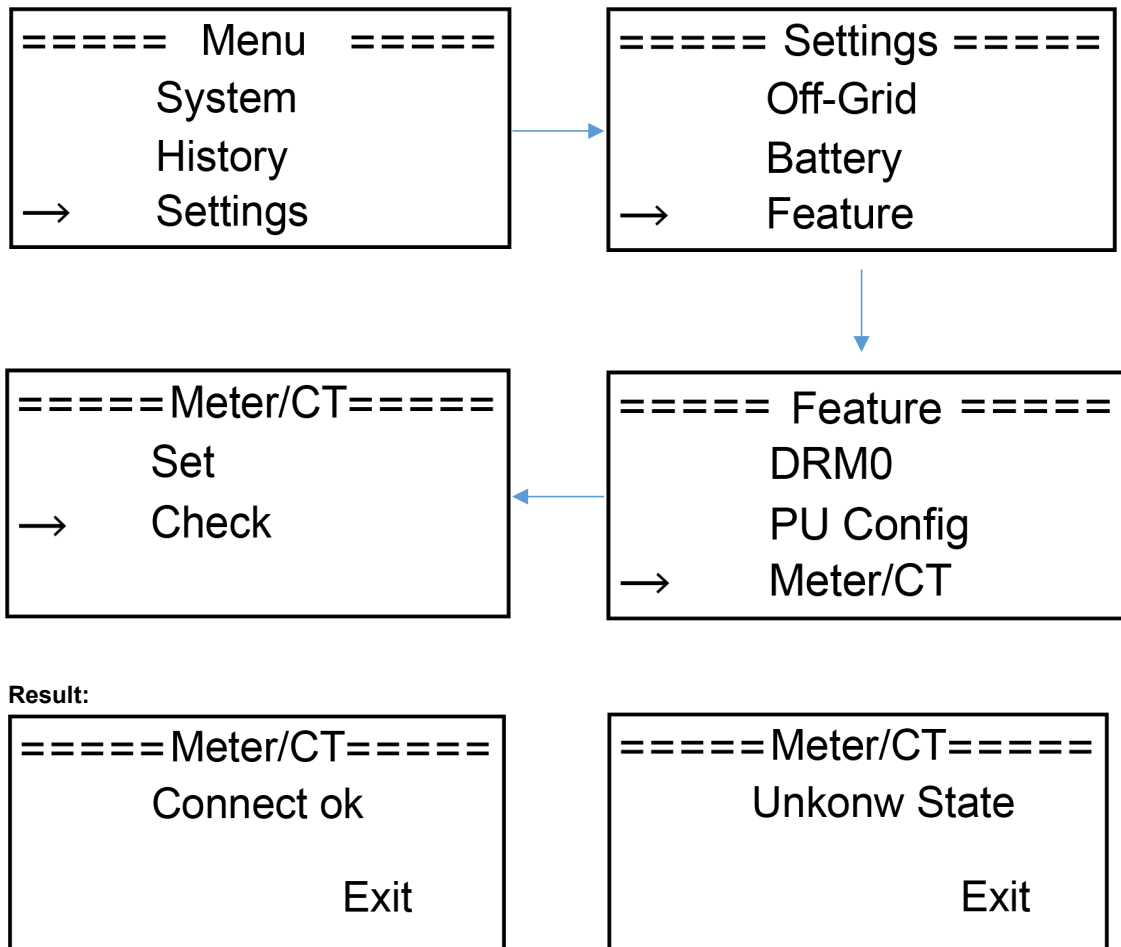 ===== Menu =====
System
History
→ Settings
===== Settings =====
Off-Grid
Battery
→ Feature
===== Feature =====
DRM0
PU Config
→ Meter/CT
=====Meter/CT=====
Set
→ Check
Result:
=====Meter/CT=====
Connect ok
Exit
=====Meter/CT=====
Unkonw State
Exit